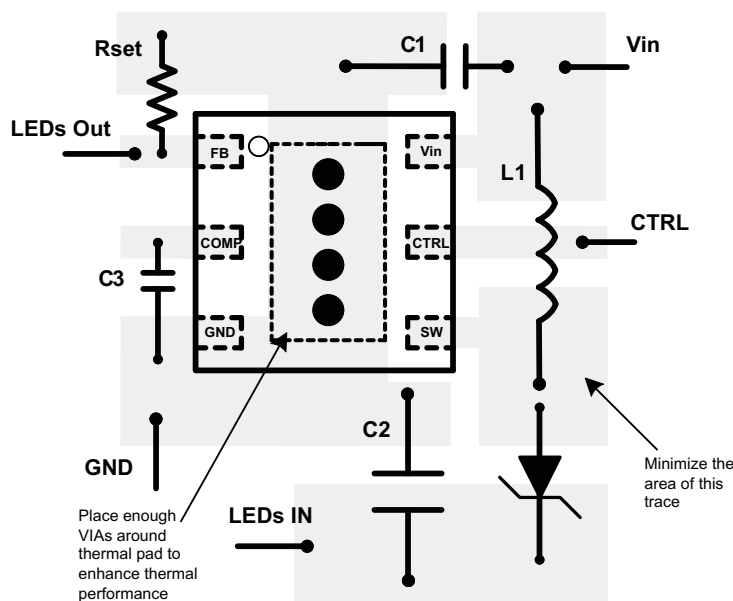 C1
Rset
Vin
LEDs Out
FB
Vin
L1
COMP
CTRL
CTRL
C3
GND
SW
C2
GND
Minimize the
area of this
trace
Place enough
VIAs around
thermal pad to
enhance thermal
performance
LEDs IN